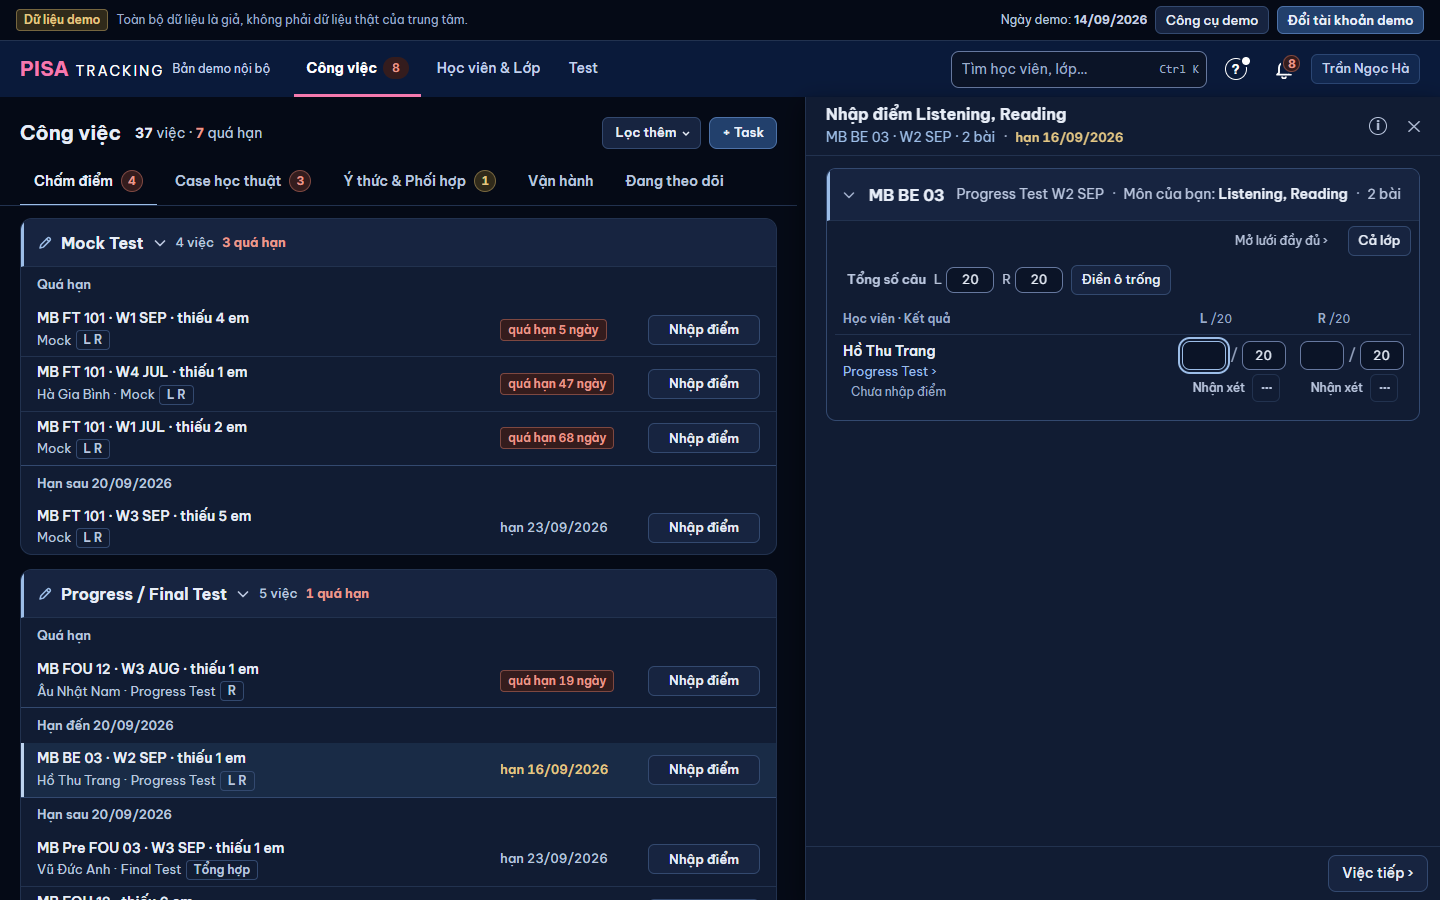 Dữ liệu demo Toàn bộ dữ liệu là giả, không phải dữ liệu thật của trung tâm.
Ngày demo: 14/09/2026 Công cụ demo Đổi tài khoản demo
PISA TRACKING Bản demo nội bộ Công việc 8 Học viên & Lớp Test
Tìm học viên, lớp... Ctrl K ? 8 Trần Ngọc Hà
Công việc 37 việc · 7 quá hạn Lọc thêm + Task
Chấm điểm 4 Case học thuật 3 Ý thức & Phối hợp 1 Vận hành Đang theo dõi
Mock Test 4 việc 3 quá hạn
Quá hạn
MB FT 101 · W1 SEP · thiếu 4 em
Mock L R
quá hạn 5 ngày Nhập điểm
MB FT 101 · W4 JUL · thiếu 1 em
Hà Gia Bình · Mock L R
quá hạn 47 ngày Nhập điểm
MB FT 101 · W1 JUL · thiếu 2 em
Mock L R
quá hạn 68 ngày Nhập điểm
Hạn sau 20/09/2026
MB FT 101 · W3 SEP · thiếu 5 em
Mock L R
hạn 23/09/2026 Nhập điểm
Progress / Final Test 5 việc 1 quá hạn
Quá hạn
MB FOU 12 · W3 AUG · thiếu 1 em
Âu Nhật Nam · Progress Test R
quá hạn 19 ngày Nhập điểm
Hạn đến 20/09/2026
MB BE 03 · W2 SEP · thiếu 1 em
Hồ Thu Trang · Progress Test L R
hạn 16/09/2026 Nhập điểm
Hạn sau 20/09/2026
MB Pre FOU 03 · W3 SEP · thiếu 1 em
Vũ Đức Anh · Final Test Tổng hợp
hạn 23/09/2026 Nhập điểm
Nhập điểm Listening, Reading
MB BE 03 · W2 SEP · 2 bài · hạn 16/09/2026
MB BE 03 Progress Test W2 SEP · Môn của bạn: Listening, Reading · 2 bài
Mở lưới đầy đủ › Cả lớp
Tổng số câu L 20 R 20 Điền ô trống
Học viên · Kết quả L /20 R /20
Hồ Thu Trang
/ 20 / 20
Progress Test ›
Chưa nhập điểm
Nhận xét --- Nhận xét ---
Việc tiếp ›